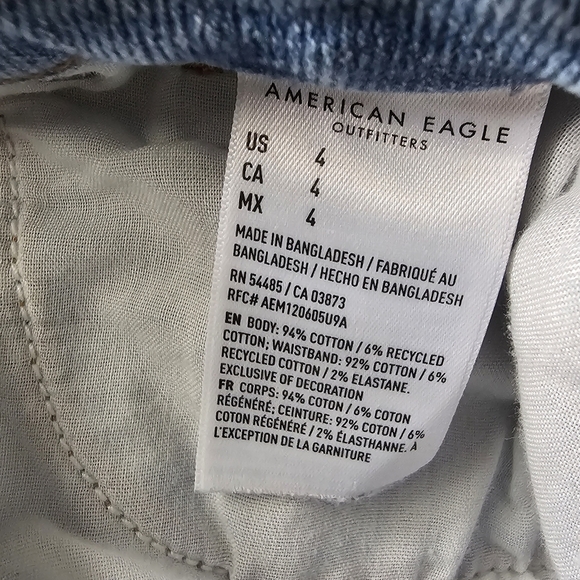 AMERICAN EAGLE
OUTFITTERS
US 4
CA 4
MX 4
MADE IN BANGLADESH / FABRIQUÉ AU
BANGLADESH / HECHO EN BANGLADESH
RN 54485 / CA 03873
RFC# AEM120605U9A
EN BODY: 94% COTTON / 6% RECYCLED
COTTON; WAISTBAND: 92% COTTON / 6%
RECYCLED COTTON / 2% ELASTANE.
EXCLUSIVE OF DECORATION
FR CORPS: 94% COTON / 6% COTON
RÉGÉNÉRÉ; CEINTURE: 92% COTON / 6%
COTON RÉGÉNÉRÉ / 2% ÉLASTHANNE. À
L'EXCEPTION DE LA GARNITURE